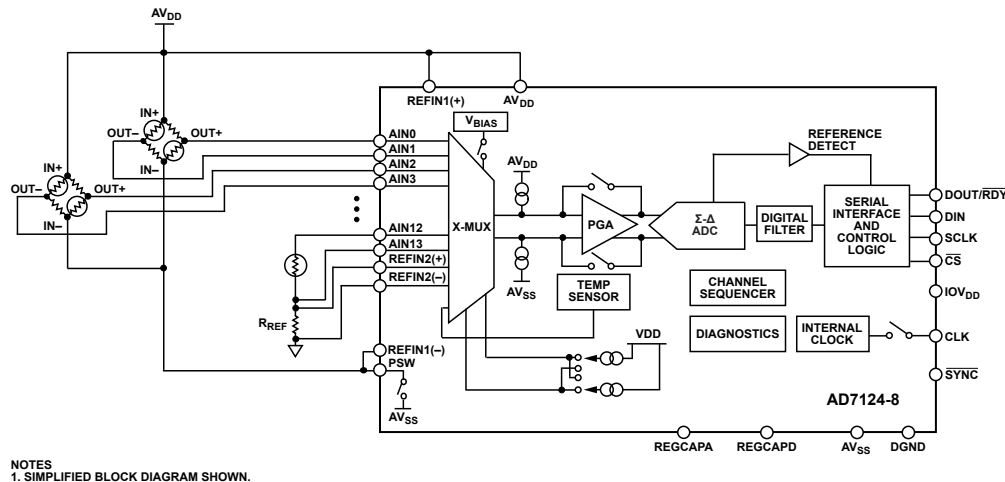 AVDD
IN+
OUT–
OUT+
IN–
IN+
OUT–
OUT+
IN–
RREF
REFIN1(+)
AVDD
AIN0
AIN1
AIN2
AIN3
AIN12
AIN13
REFIN2(+)
REFIN2(–)
REFIN1(–)
PSW
AVSS
VBIAS
X-MUX
AVDD
AVSS
PGA
TEMP
SENSOR
VDD
Σ-Δ
ADC
REFERENCE
DETECT
DIGITAL
FILTER
SERIAL
INTERFACE
AND
CONTROL
LOGIC
CHANNEL
SEQUENCER
DIAGNOSTICS
INTERNAL
CLOCK
DOUT/RDY
DIN
SCLK
CS
IOVDD
CLK
SYNC
AD7124-8
REGCAPA
REGCAPD
AVSS
DGND
NOTES
1. SIMPLIFIED BLOCK DIAGRAM SHOWN.